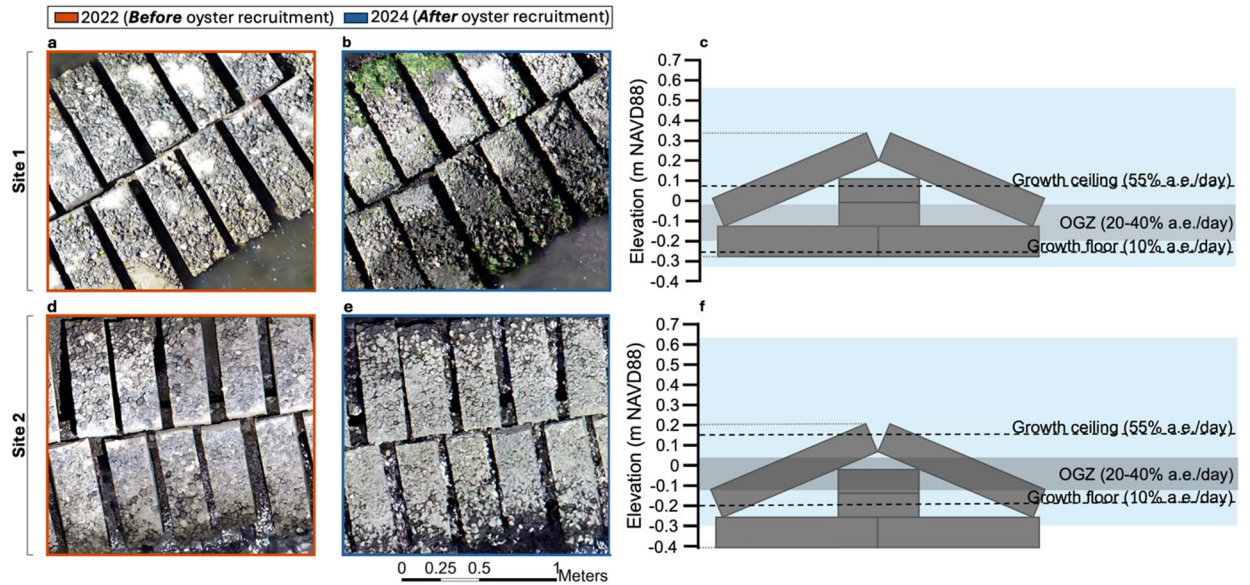 2022 (Before oyster recruitment) 2024 (After oyster recruitment)
a
b
c
Site 1
Elevation (m NAVD88)
0.7
0.6
0.5
0.4
0.3
0.2
0.1
0
-0.1
-0.2
-0.3
-0.4
Growth ceiling (55% a.e./day)
OGZ (20-40% a.e./day)
Growth floor (10% a.e./day)
d
e
f
Site 2
Elevation (m NAVD88)
0.7
0.6
0.5
0.4
0.3
0.2
0.1
0
-0.1
-0.2
-0.3
-0.4
Growth ceiling (55% a.e./day)
OGZ (20-40% a.e./day)
Growth floor (10% a.e./day)
0 0.25 0.5 1 Meters